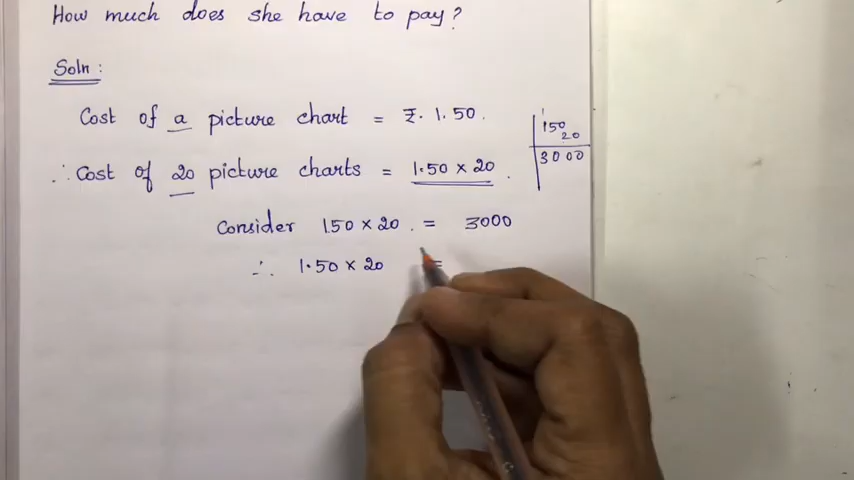 How much does she have to pay?
Soln:
Cost of a picture chart = ₹. 1.50.
∴ Cost of 20 picture charts = 1.50 × 20.
Consider 150 × 20 = 3000
∴ 1.50 × 20 =
1
150
20
3000